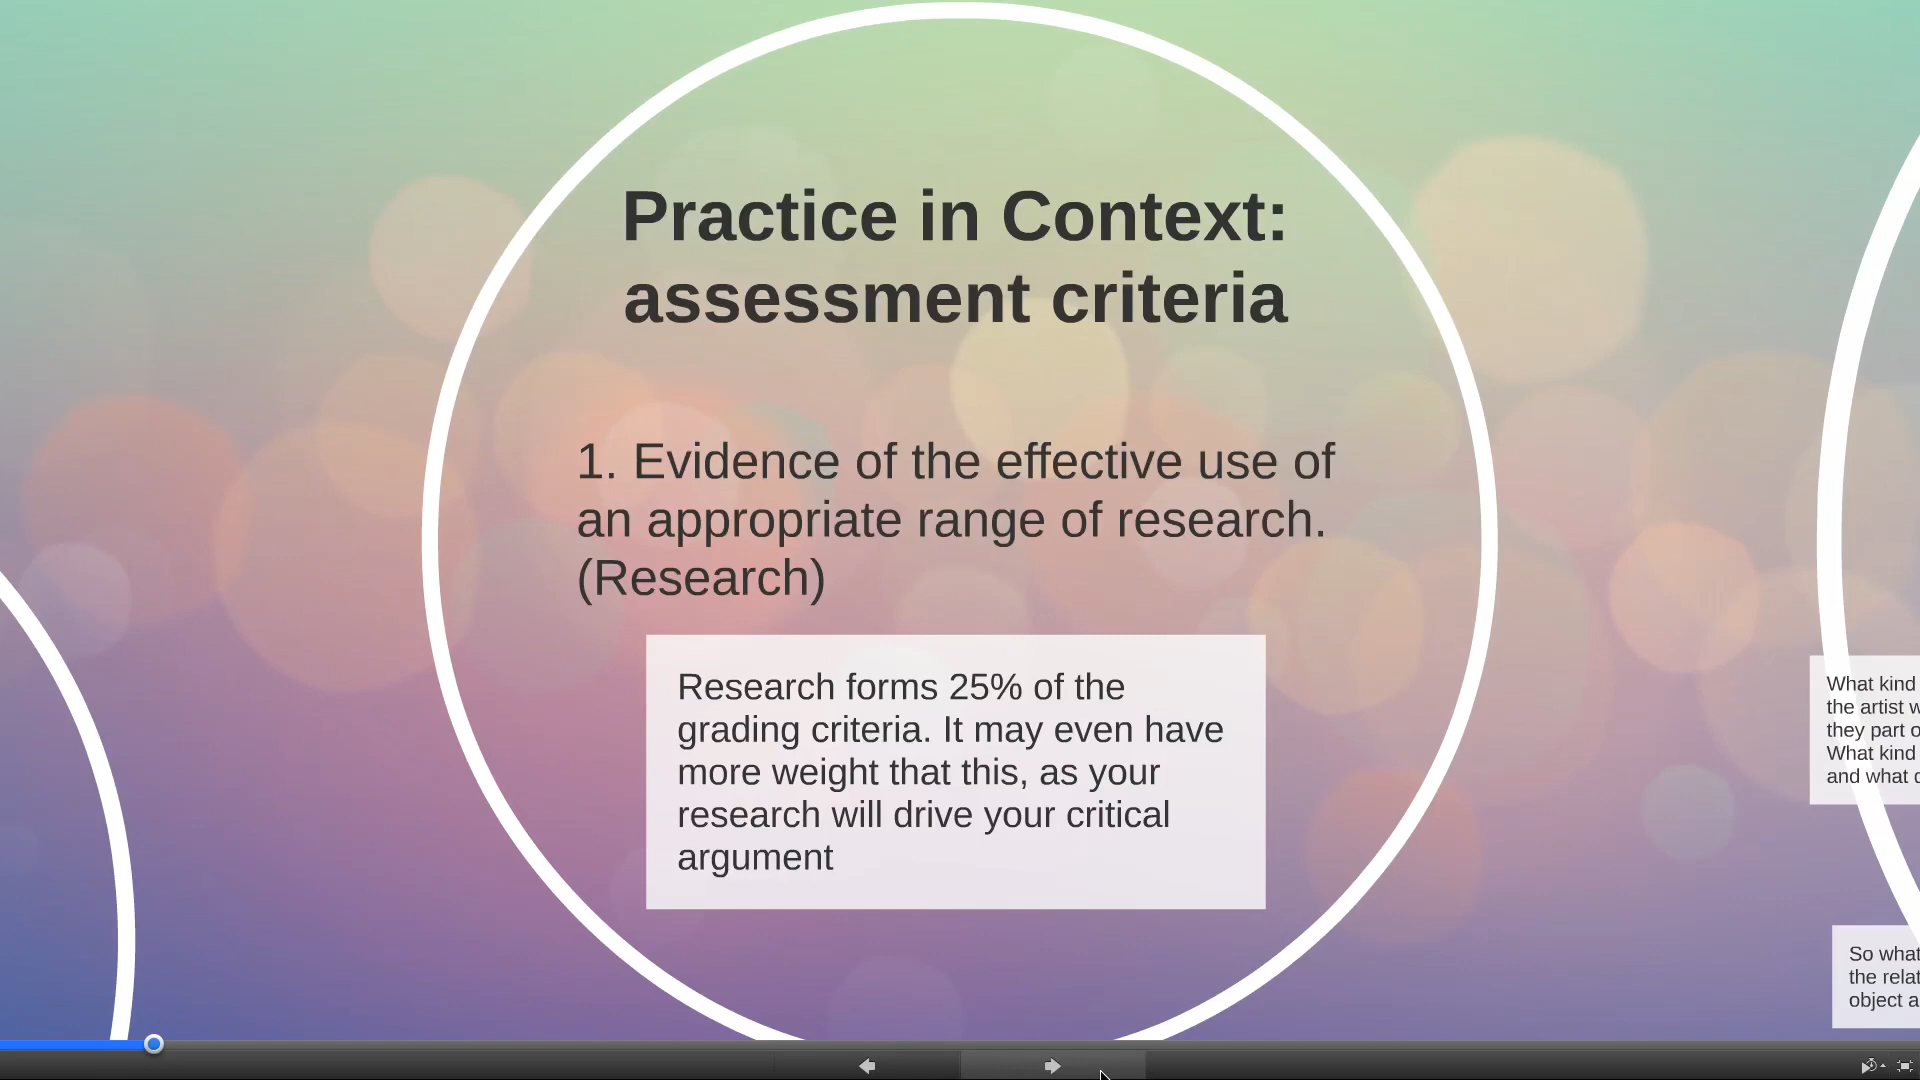 Practice in Context:
assessment criteria
1. Evidence of the effective use of
an appropriate range of research.
(Research)
Research forms 25% of the
grading criteria. It may even have
more weight that this, as your
research will drive your critical
argument
What kind
the artist w
they part o
What kind
and what
So what
the relat
object a